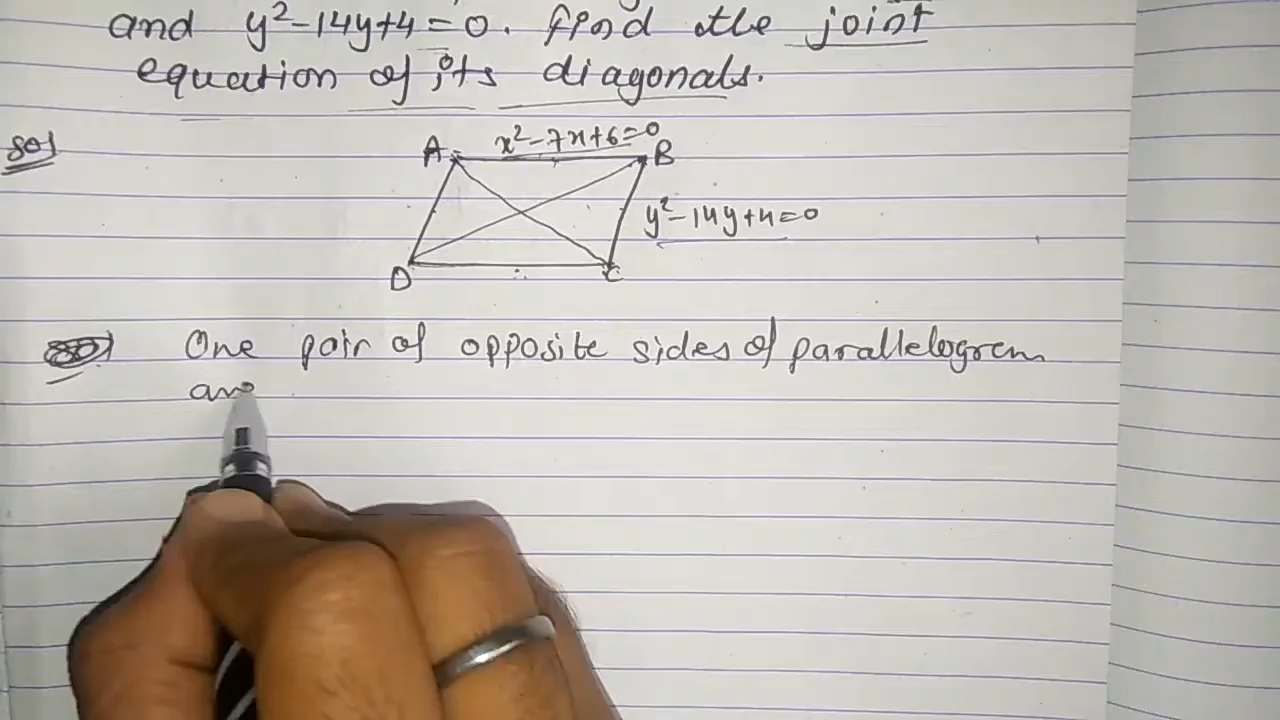 and y²-14y+4=0. find the joint
equation of its diagonals.
sol
A x²-7x+6=0 B
y²-14y+4=0
D C
One pair of opposite sides of parallelogram
are